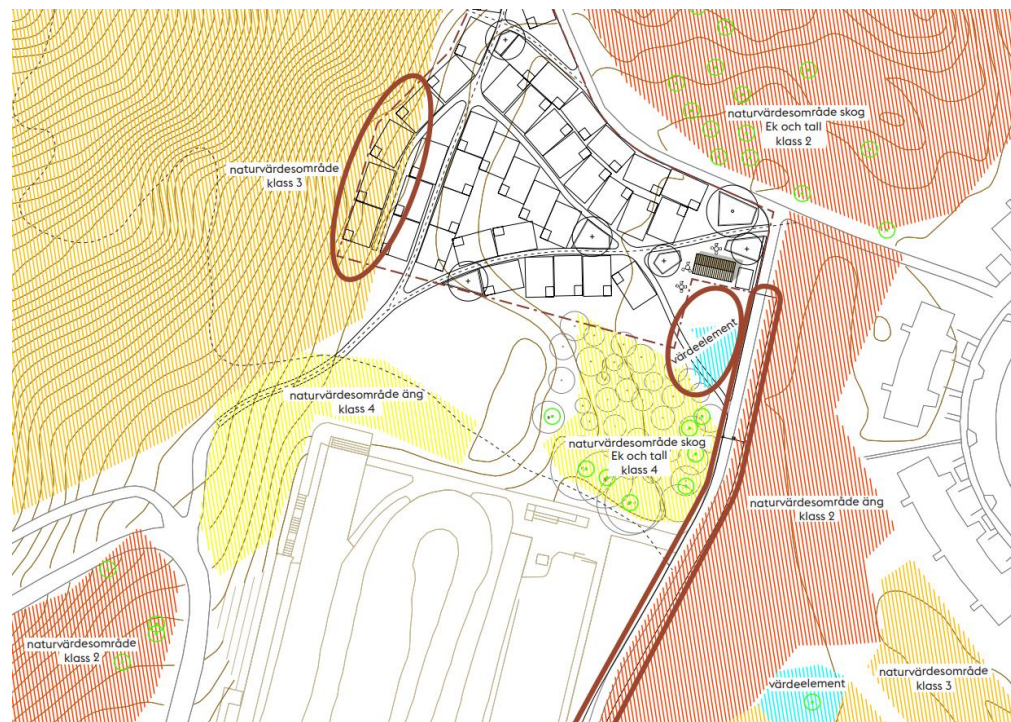 naturvärdesområde skog
Ek och tall
klass 2
naturvärdesområde
klass 3
värdeelement
naturvärdesområde äng
klass 4
naturvärdesområde skog
Ek och tall
klass 4
naturvärdesområde äng
klass 2
naturvärdesområde
klass 2
värdeelement
naturvärdesområde
klass 3